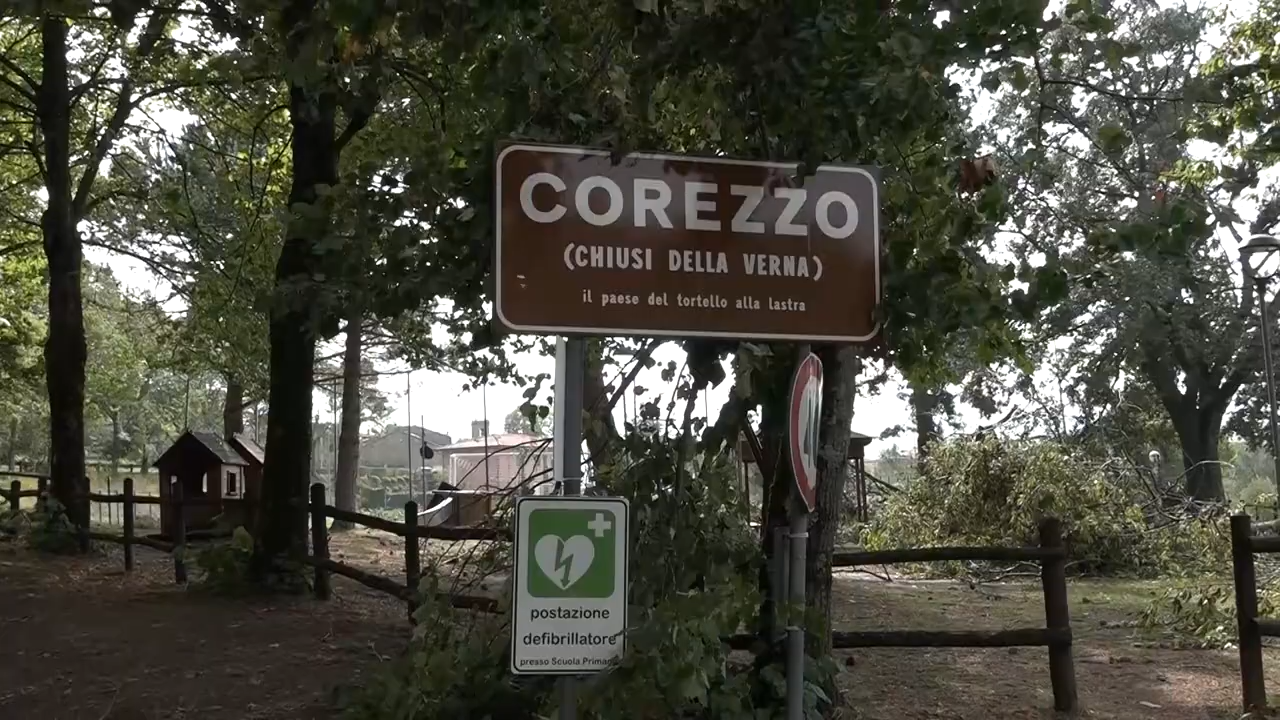 COREZZO
(CHIUSI DELLA VERNA)
il paese del tortello alla lastra
postazione
defibrillatore
presso Scuola Primaria